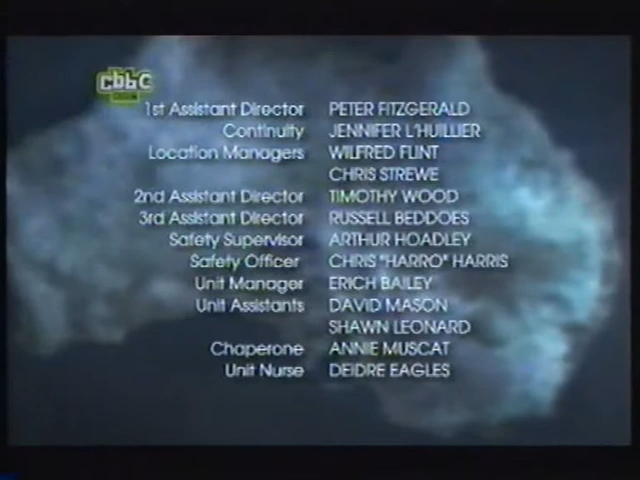 cbbc
1st Assistant Director PETER FITZGERALD
Continuity JENNIFER L'HUILLIER
Location Managers WILFRED FLINT
CHRIS STREWE
2nd Assistant Director TIMOTHY WOOD
3rd Assistant Director RUSSELL BEDDOES
Safety Supervisor ARTHUR HOADLEY
Safety Officer CHRIS "HARRO" HARRIS
Unit Manager ERICH BAILEY
Unit Assistants DAVID MASON
SHAWN LEONARD
Chaperone ANNIE MUSCAT
Unit Nurse DEIDRE EAGLES